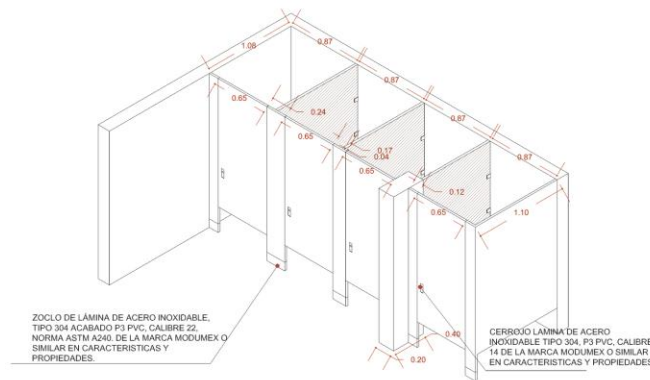 1.08
0.87
0.87
0.87
0.87
0.65
0.24
0.65
0.17
0.04
0.65
0.12
0.65
1.10
0.40
0.20
ZOCLO DE LÁMINA DE ACERO INOXIDABLE,
TIPO 304 ACABADO P3 PVC, CALIBRE 22,
NORMA ASTM A240. DE LA MARCA MODUMEX O
SIMILAR EN CARACTERISTICAS Y
PROPIEDADES.
CERROJO LAMINA DE ACERO
INOXIDABLE TIPO 304, P3 PVC, CALIBRE
14 DE LA MARCA MODUMEX O SIMILAR
EN CARACTERISTICAS Y PROPIEDADES